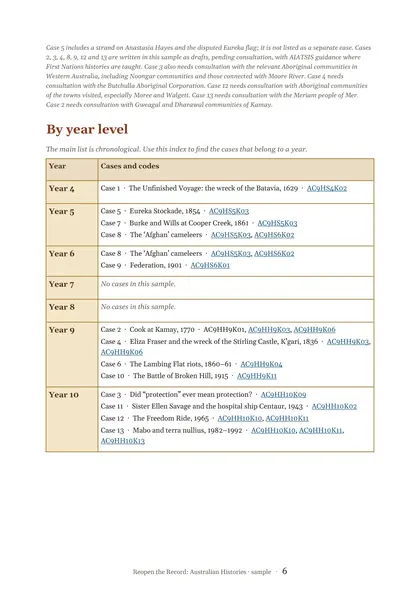 Case 5 includes a strand on Anastasia Hayes and the disputed Eureka flag; it is not listed as a separate case. Cases
2, 3, 4, 8, 9, 12 and 13 are written in this sample as drafts, pending consultation, with AIATSIS guidance where
First Nations histories are taught. Case 3 also needs consultation with the relevant Aboriginal communities in
Western Australia, including Noongar communities and those connected with Moore River. Case 4 needs
consultation with the Butchulla Aboriginal Corporation. Case 12 needs consultation with Aboriginal communities
of the towns visited, especially Moree and Walgett. Case 13 needs consultation with the Meriam people of Mer.
Case 2 needs consultation with Gweagal and Dharawal communities of Kamay.
By year level
The main list is chronological. Use this index to find the cases that belong to a year.
Year Cases and codes
Year 4 Case 1 · The Unfinished Voyage: the wreck of the Batavia, 1629 · AC9HS4K02
Year 5 Case 5 · Eureka Stockade, 1854 · AC9HS5K03
Case 7 · Burke and Wills at Cooper Creek, 1861 · AC9HS5K03
Case 8 · The 'Afghan' cameleers · AC9HS5K03, AC9HS6K02
Year 6 Case 8 · The 'Afghan' cameleers · AC9HS5K03, AC9HS6K02
Case 9 · Federation, 1901 · AC9HS6K01
Year 7 No cases in this sample.
Year 8 No cases in this sample.
Year 9 Case 2 · Cook at Kamay, 1770 · AC9HH9K01, AC9HH9K03, AC9HH9K06
Case 4 · Eliza Fraser and the wreck of the Stirling Castle, K'gari, 1836 · AC9HH9K03,
AC9HH9K06
Case 6 · The Lambing Flat riots, 1860–61 · AC9HH9K04
Case 10 · The Battle of Broken Hill, 1915 · AC9HH9K11
Year 10 Case 3 · Did "protection" ever mean protection? · AC9HH10K09
Case 11 · Sister Ellen Savage and the hospital ship Centaur, 1943 · AC9HH10K02
Case 12 · The Freedom Ride, 1965 · AC9HH10K10, AC9HH10K11
Case 13 · Mabo and terra nullius, 1982–1992 · AC9HH10K10, AC9HH10K11,
AC9HH10K13
Reopen the Record: Australian Histories · sample · 6